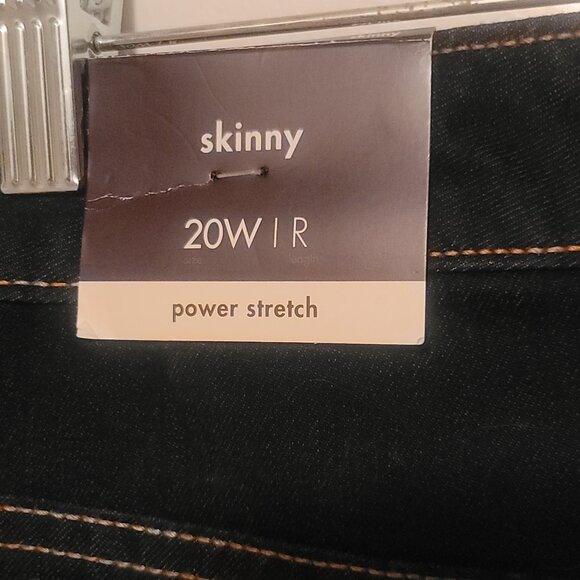 skinny
20W | R
size length
power stretch